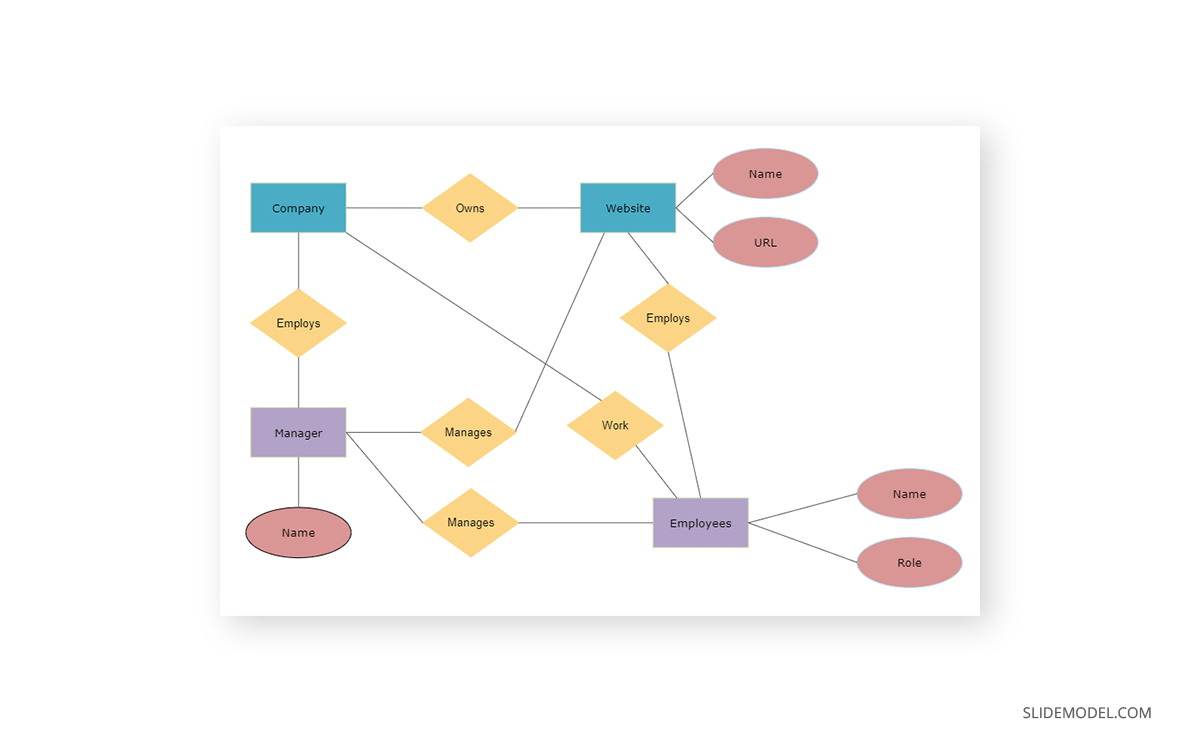 Name
Company
Owns
Website
URL
Employs
Employs
Manager
Manages
Work
Name
Manages
Employees
Name
Role
SLIDEMODEL.COM